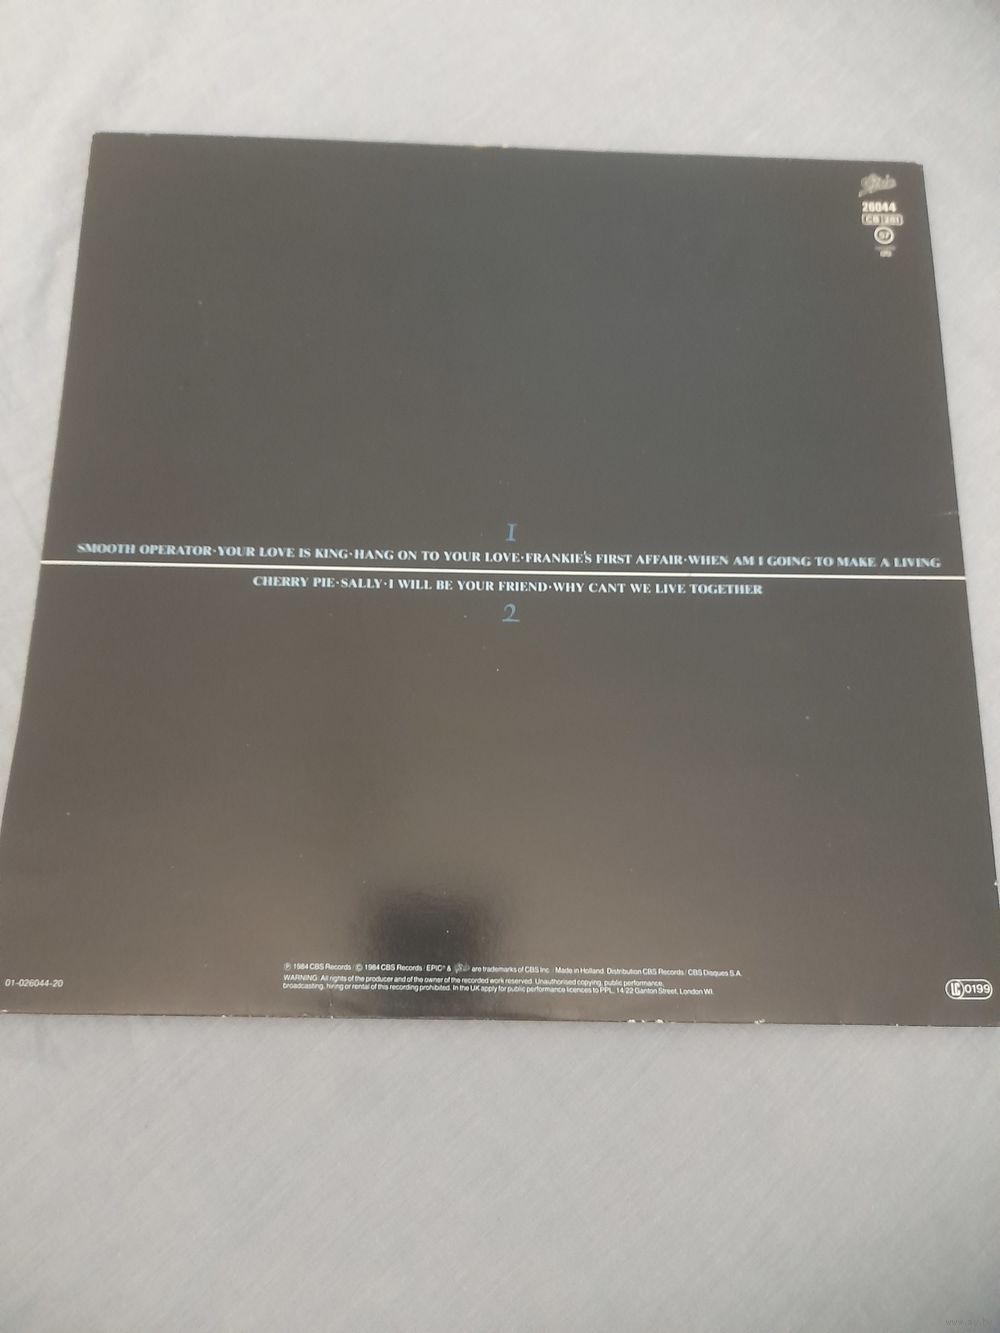 Epic
26044
CB 281
57
1
SMOOTH OPERATOR·YOUR LOVE IS KING·HANG ON TO YOUR LOVE·FRANKIE'S FIRST AFFAIR·WHEN AM I GOING TO MAKE A LIVING
CHERRY PIE·SALLY·I WILL BE YOUR FRIEND·WHY CANT WE LIVE TOGETHER
2
℗ 1984 CBS Records / © 1984 CBS Records / EPIC® & Epic are trademarks of CBS Inc. / Made in Holland. Distribution CBS Records / CBS Disques S.A.
WARNING: All rights of the producer and of the owner of the recorded work reserved. Unauthorised copying, public performance,
broadcasting, hiring or rental of this recording prohibited. In the UK apply for public performance licences to PPL, 14/22 Ganton Street, London W1.
01-026044-20
LC 0199